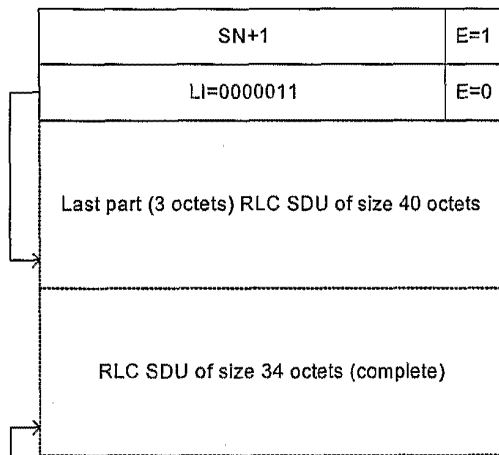 SN+1 E=1
LI=0000011 E=0
Last part (3 octets) RLC SDU of size 40 octets
RLC SDU of size 34 octets (complete)